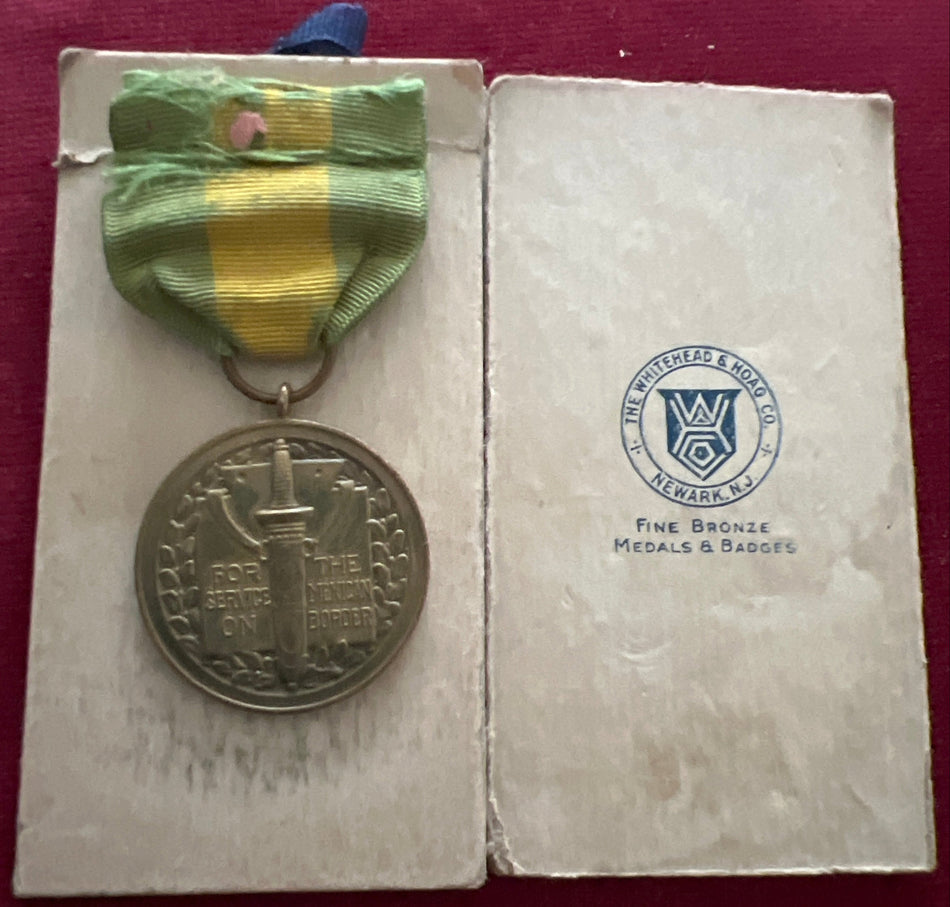 FOR
SERVICE
ON
THE
MEXICAN
BORDER
THE WHITEHEAD & HOAG CO.
NEWARK, N.J.
FINE BRONZE
MEDALS & BADGES